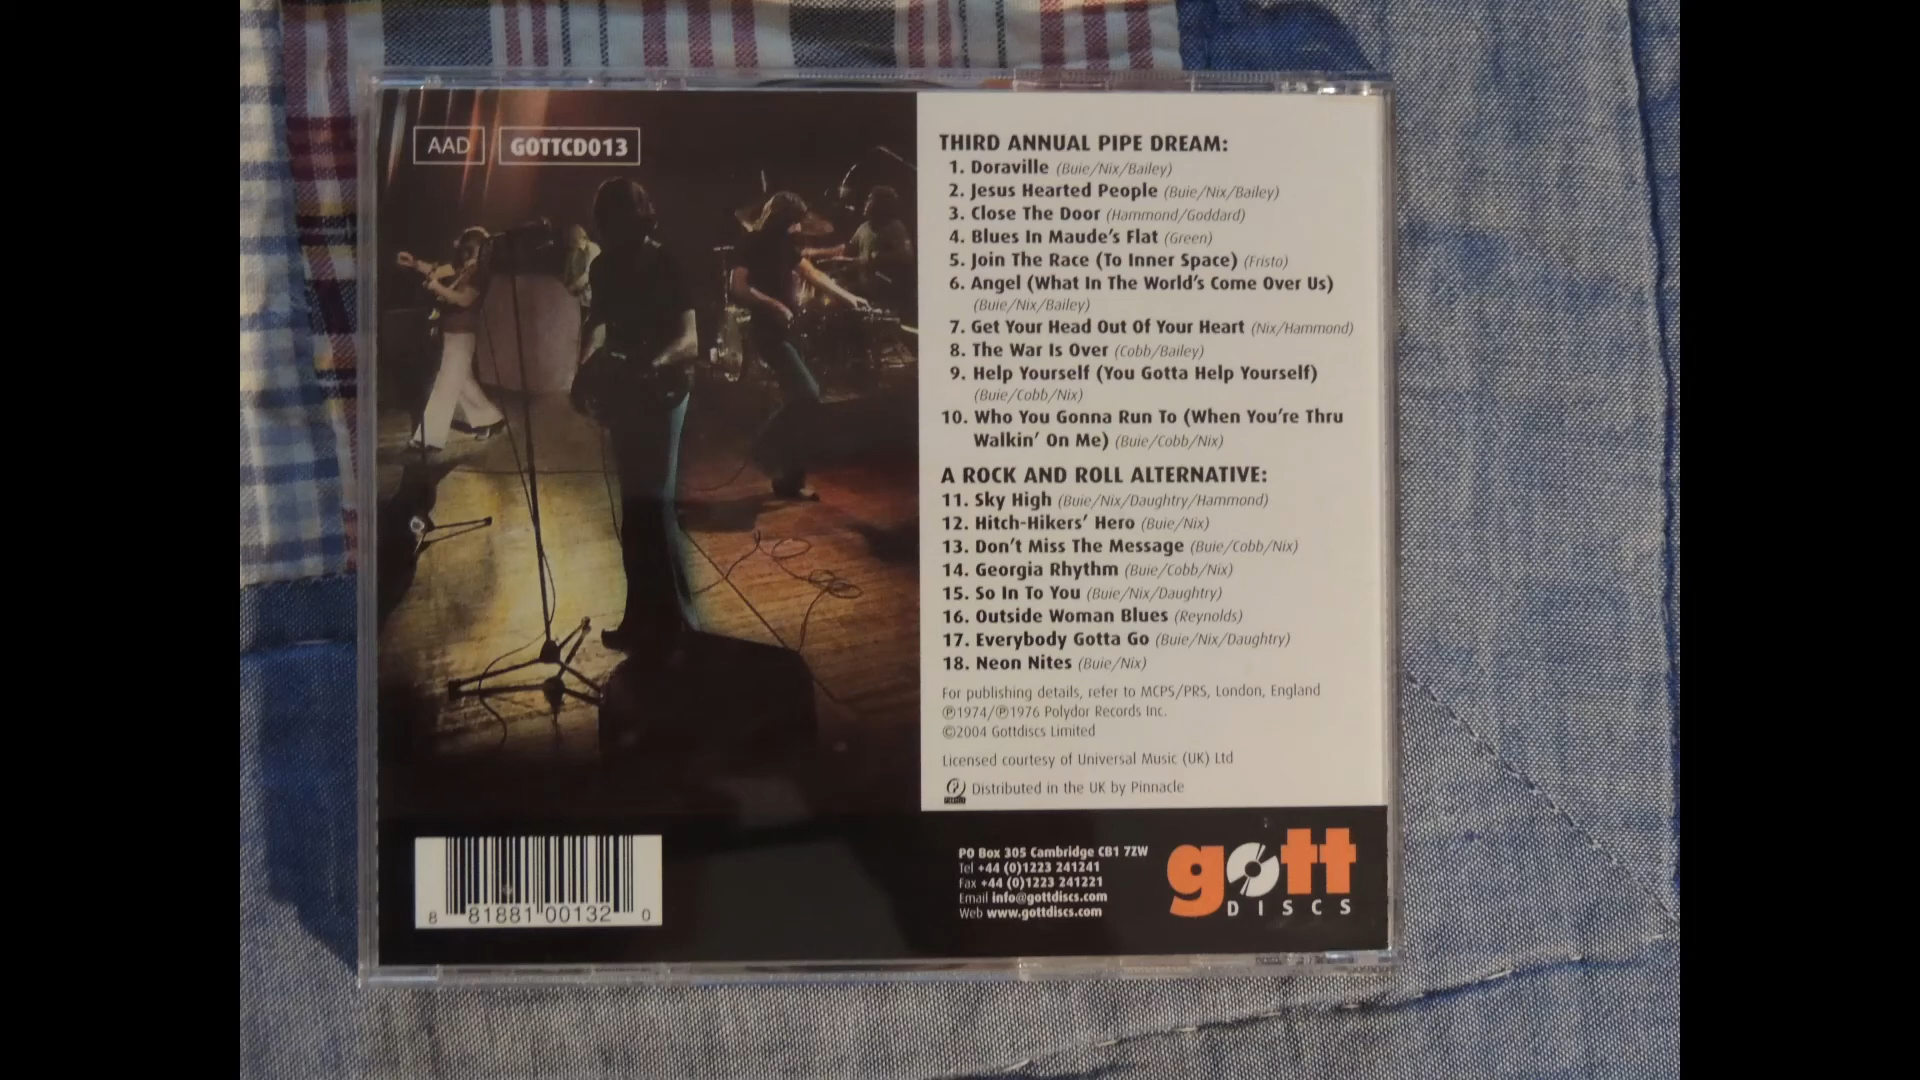 AAD GOTTCD013
THIRD ANNUAL PIPE DREAM:
1. Doraville (Buie/Nix/Bailey)
2. Jesus Hearted People (Buie/Nix/Bailey)
3. Close The Door (Hammond/Goddard)
4. Blues In Maude's Flat (Green)
5. Join The Race (To Inner Space) (Fristo)
6. Angel (What In The World's Come Over Us)
(Buie/Nix/Bailey)
7. Get Your Head Out Of Your Heart (Nix/Hammond)
8. The War Is Over (Cobb/Bailey)
9. Help Yourself (You Gotta Help Yourself)
(Buie/Cobb/Nix)
10. Who You Gonna Run To (When You're Thru
Walkin' On Me) (Buie/Cobb/Nix)
A ROCK AND ROLL ALTERNATIVE:
11. Sky High (Buie/Nix/Daughtry/Hammond)
12. Hitch-Hikers' Hero (Buie/Nix)
13. Don't Miss The Message (Buie/Cobb/Nix)
14. Georgia Rhythm (Buie/Cobb/Nix)
15. So In To You (Buie/Nix/Daughtry)
16. Outside Woman Blues (Reynolds)
17. Everybody Gotta Go (Buie/Nix/Daughtry)
18. Neon Nites (Buie/Nix)
For publishing details, refer to MCPS/PRS, London, England
℗1974/℗1976 Polydor Records Inc.
©2004 Gottdiscs Limited
Licensed courtesy of Universal Music (UK) Ltd
Distributed in the UK by Pinnacle
8 81881 00132 0
PO Box 305 Cambridge CB1 7ZW
Tel +44 (0)1223 241241
Fax +44 (0)1223 241221
Email info@gottdiscs.com
Web www.gottdiscs.com
gott
DISCS